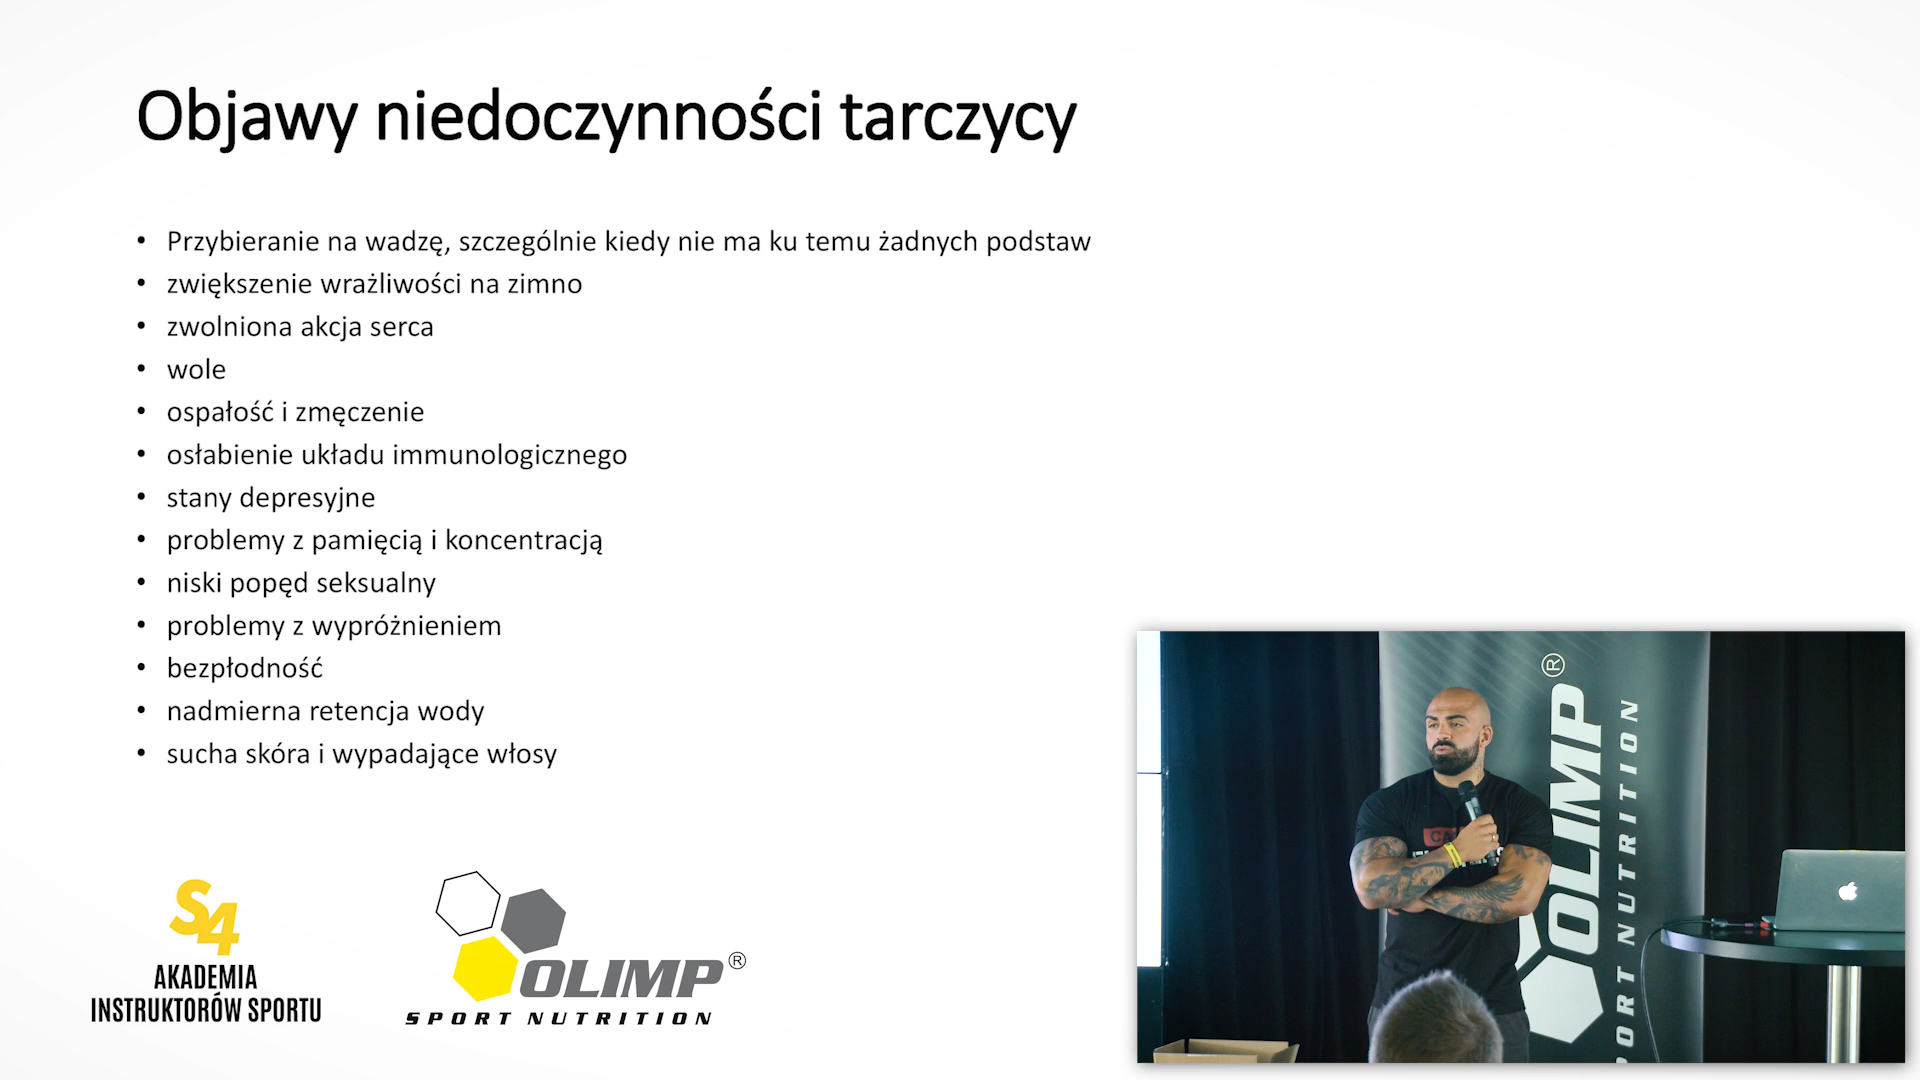 Objawy niedoczynności tarczycy
• Przybieranie na wadzę, szczególnie kiedy nie ma ku temu żadnych podstaw
• zwiększenie wrażliwości na zimno
• zwolniona akcja serca
• wole
• ospałość i zmęczenie
• osłabienie układu immunologicznego
• stany depresyjne
• problemy z pamięcią i koncentracją
• niski popęd seksualny
• problemy z wypróżnieniem
• bezpłodność
• nadmierna retencja wody
• sucha skóra i wypadające włosy
S4
AKADEMIA
INSTRUKTORÓW SPORTU
OLIMP®
SPORT NUTRITION
OLIMP®
PORT NUTRITION